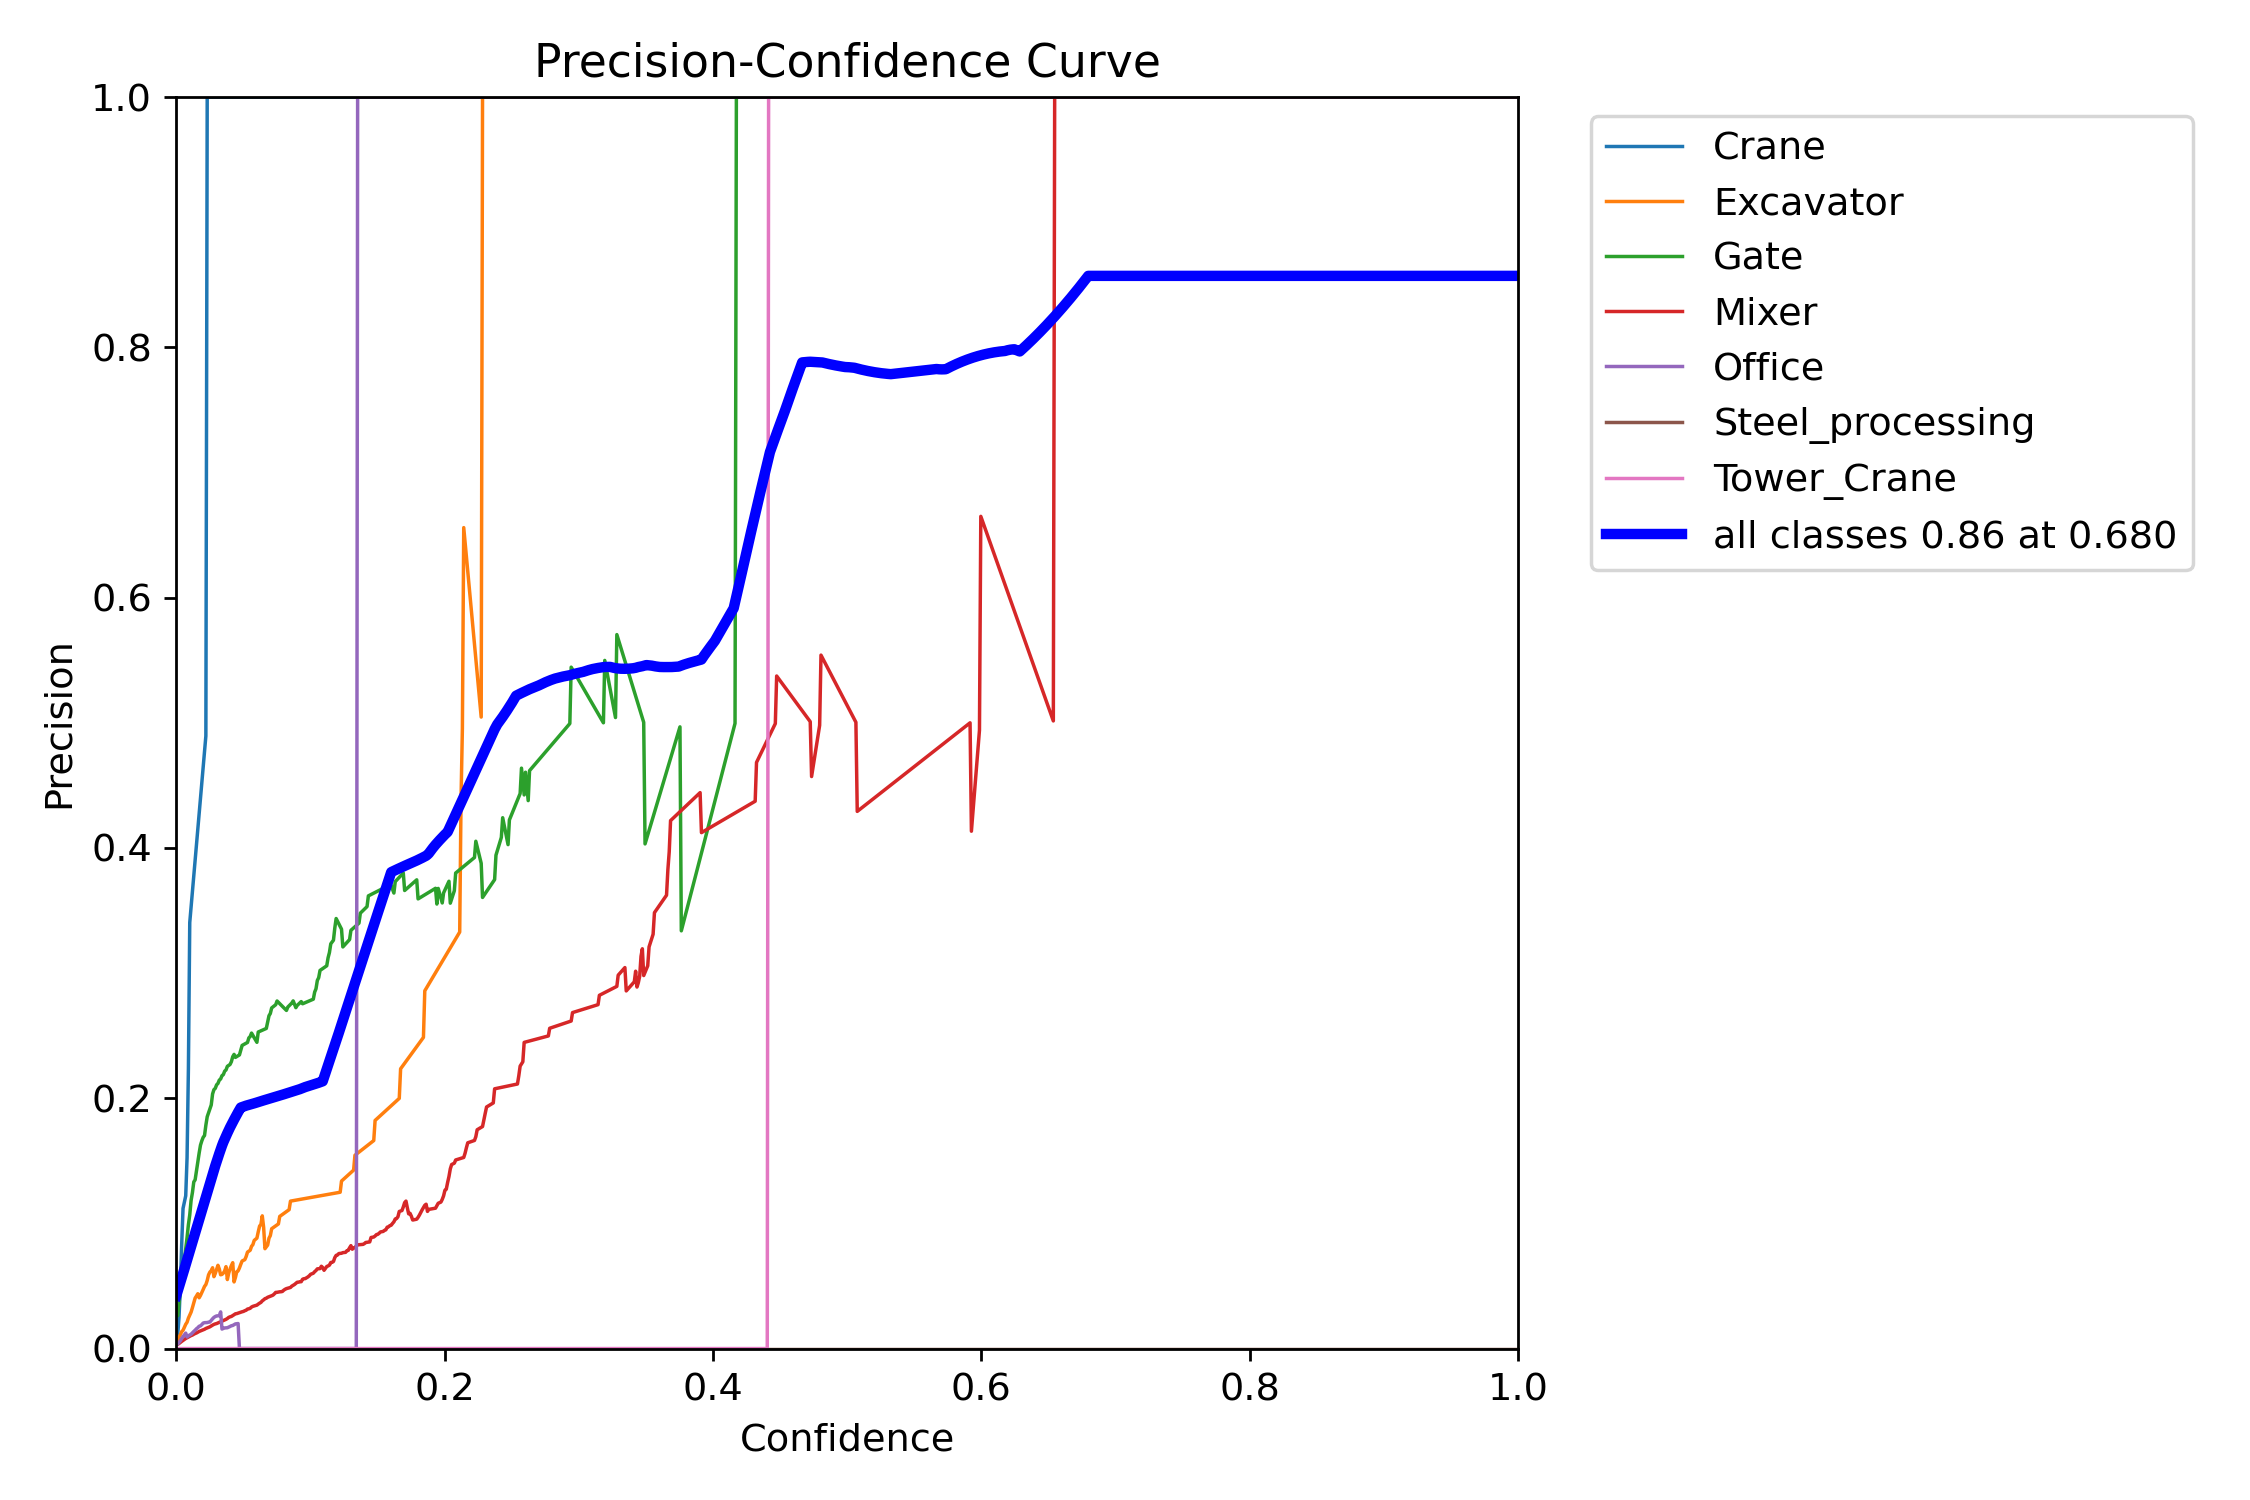 Precision-Confidence Curve
1.0
0.8
0.6
0.4
0.2
0.0
Precision
0.0 0.2 0.4 0.6 0.8 1.0
Confidence
Crane
Excavator
Gate
Mixer
Office
Steel_processing
Tower_Crane
all classes 0.86 at 0.680